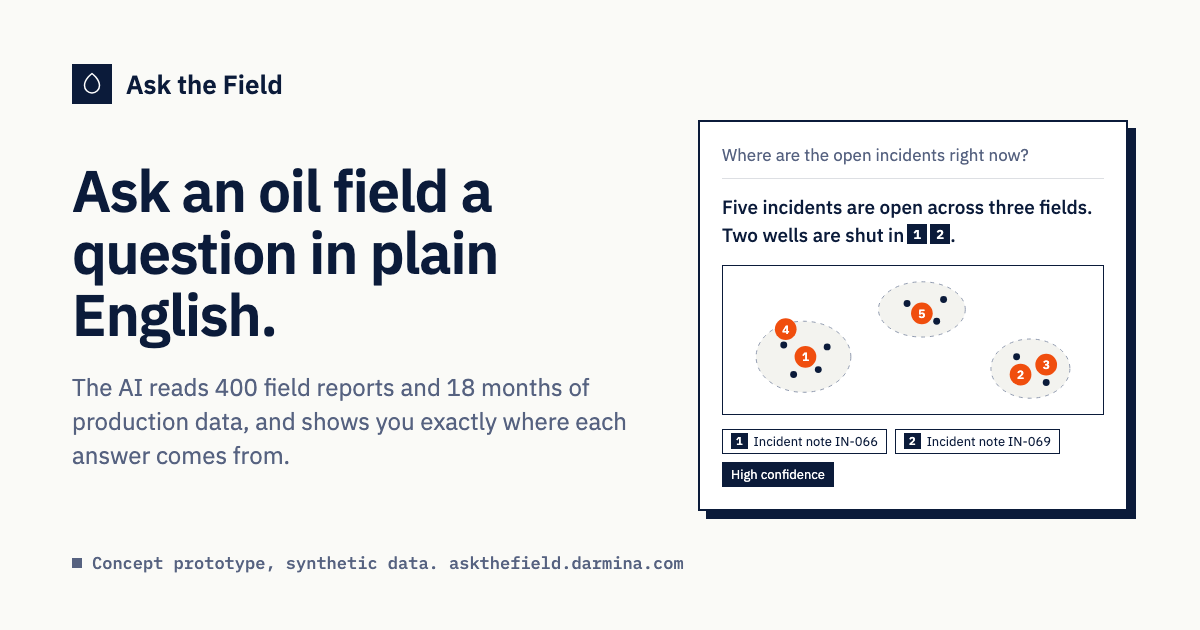 Ask the Field
Ask an oil field a
question in plain
English.
The AI reads 400 field reports and 18 months of
production data, and shows you exactly where each
answer comes from.
Where are the open incidents right now?
Five incidents are open across three fields.
Two wells are shut in 1 2.
5
4
1
3
2
1 Incident note IN-066
2 Incident note IN-069
High confidence
Concept prototype, synthetic data. askthefield.darmina.com